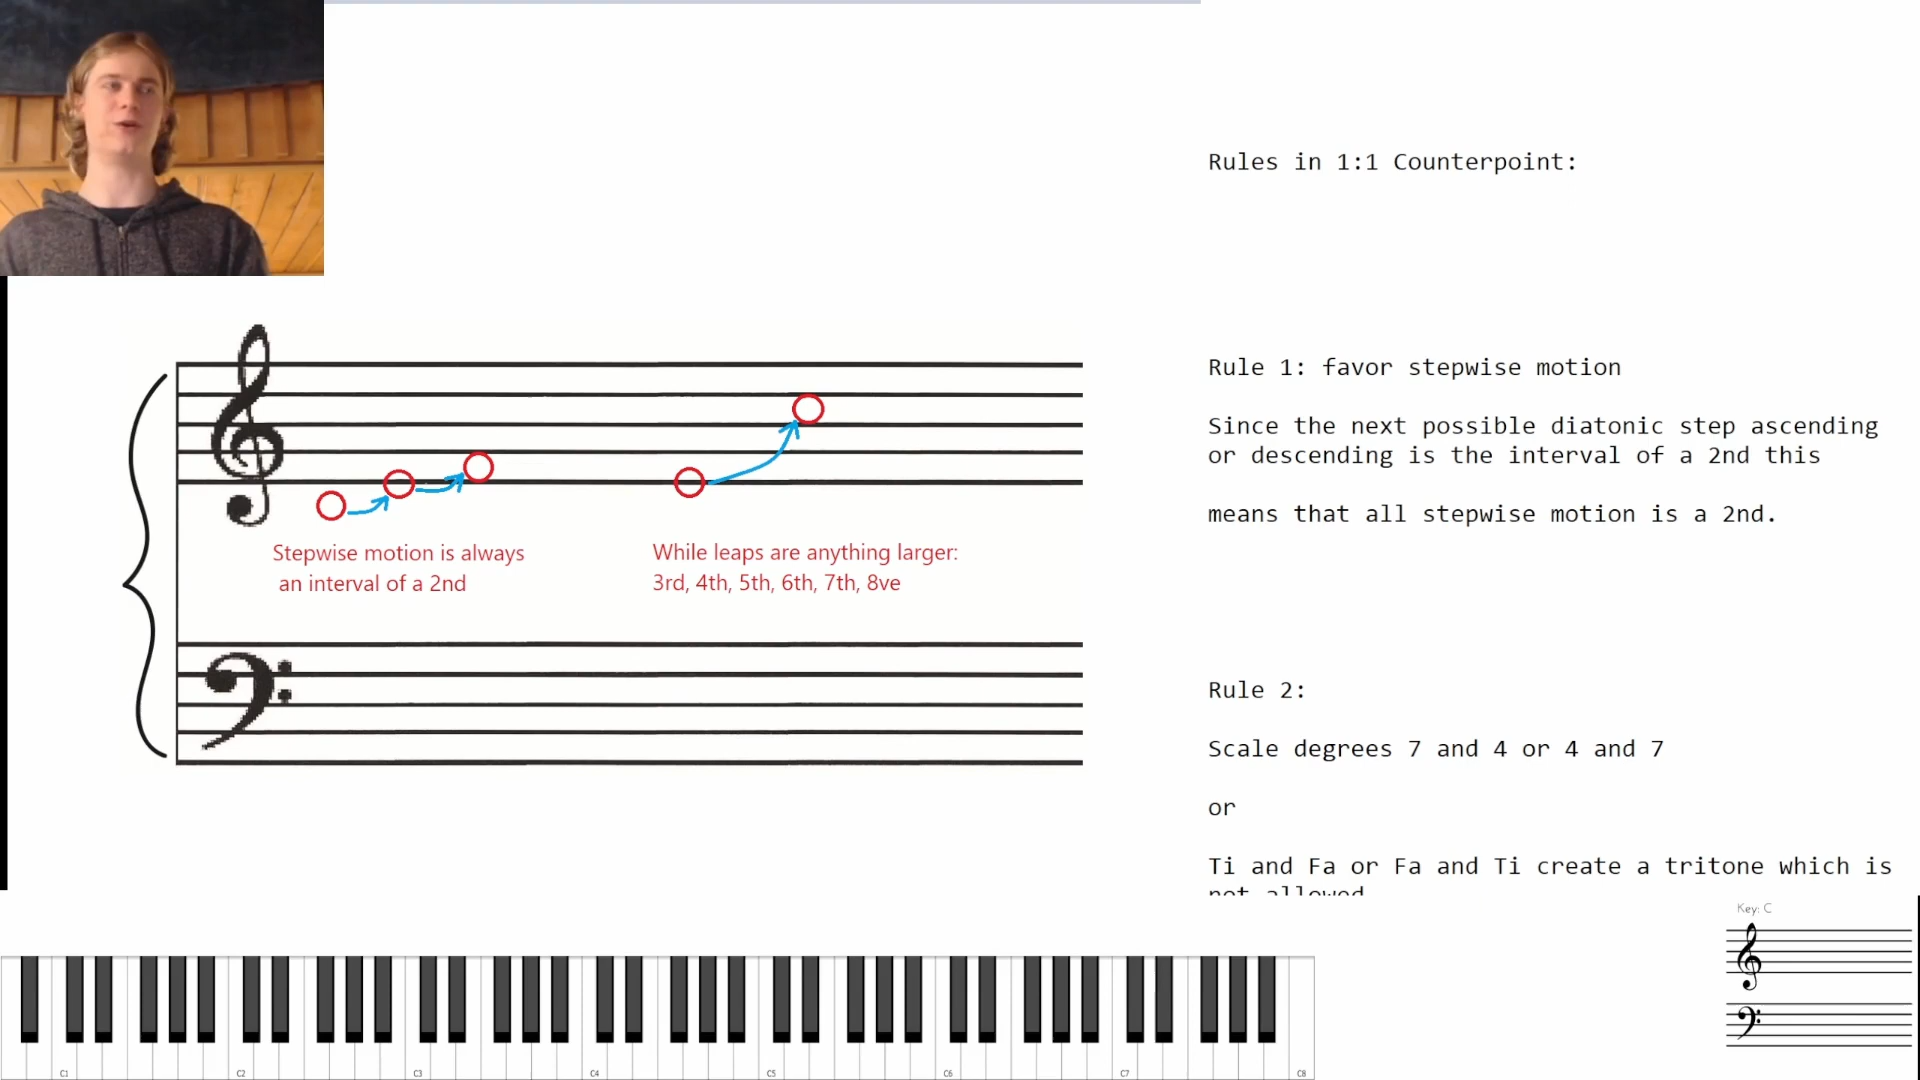 Rules in 1:1 Counterpoint:
Rule 1: favor stepwise motion
Since the next possible diatonic step ascending
or descending is the interval of a 2nd this
means that all stepwise motion is a 2nd.
Stepwise motion is always
an interval of a 2nd
While leaps are anything larger:
3rd, 4th, 5th, 6th, 7th, 8ve
Rule 2:
Scale degrees 7 and 4 or 4 and 7
or
Ti and Fa or Fa and Ti create a tritone which is
not allowed
Key: C
C1 C2 C3 C4 C5 C6 C7 C8